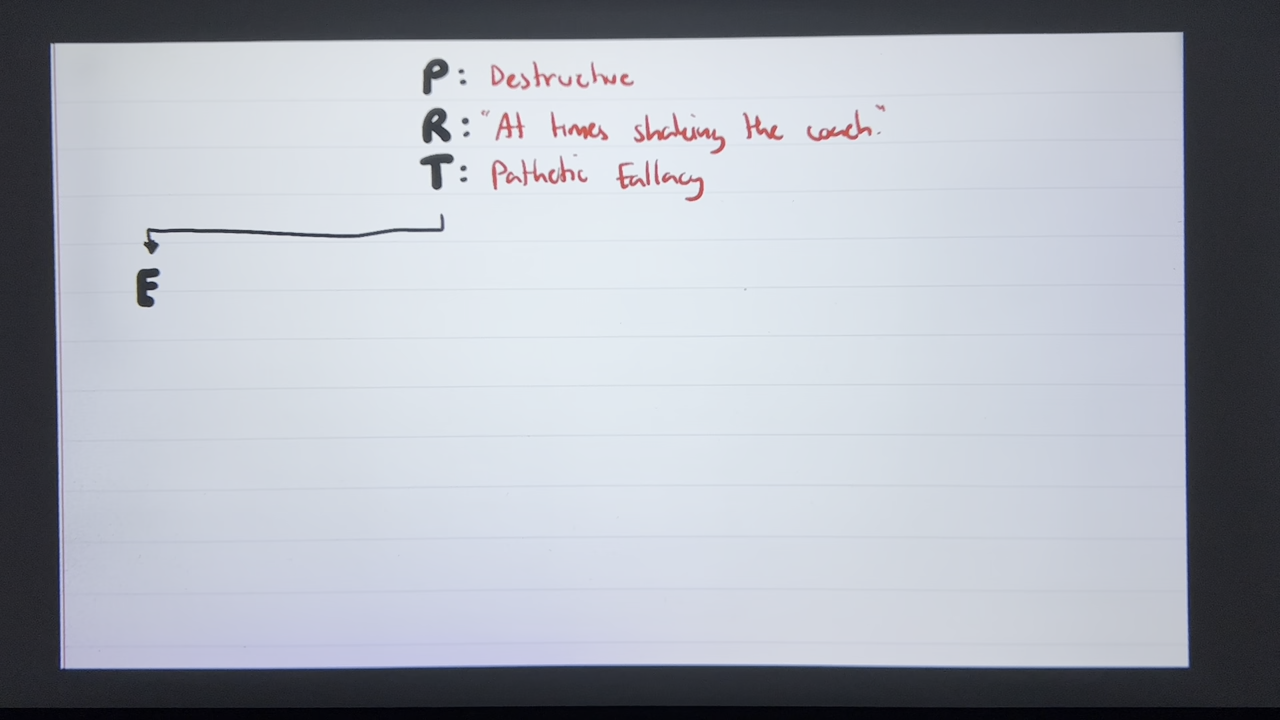 P: Destructive
R: "At times shaking the coach."
T: Pathetic Fallacy
E